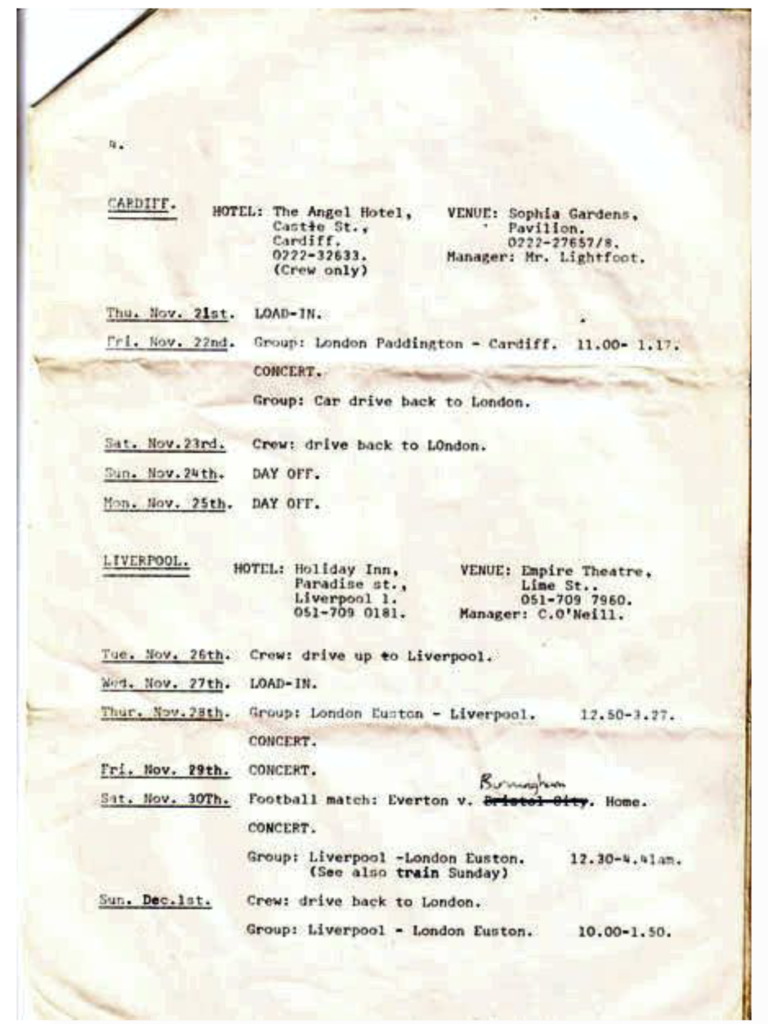 4.
CARDIFF. HOTEL: The Angel Hotel, VENUE: Sophia Gardens,
Castle St., Pavilion.
Cardiff. 0222-27657/8.
0222-32633. Manager: Mr. Lightfoot.
(Crew only)
Thu. Nov. 21st. LOAD-IN.
Fri. Nov. 22nd. Group: London Paddington - Cardiff. 11.00- 1.17.
CONCERT.
Group: Car drive back to London.
Sat. Nov.23rd. Crew: drive back to LOndon.
Sun. Nov.24th. DAY OFF.
Mon. Nov. 25th. DAY OFF.
LIVERPOOL. HOTEL: Holiday Inn, VENUE: Empire Theatre,
Paradise st., Lime St..
Liverpool 1. 051-709 7960.
051-709 0181. Manager: C.O'Neill.
Tue. Nov. 26th. Crew: drive up to Liverpool.
Wed. Nov. 27th. LOAD-IN.
Thur. Nov.28th. Group: London Euston - Liverpool. 12.50-3.27.
CONCERT.
Fri. Nov. 29th. CONCERT.
Birmingham
Sat. Nov. 30Th. Football match: Everton v. Bristol City. Home.
CONCERT.
Group: Liverpool -London Euston. 12.30-4.41am.
(See also train Sunday)
Sun. Dec.1st. Crew: drive back to London.
Group: Liverpool - London Euston. 10.00-1.50.